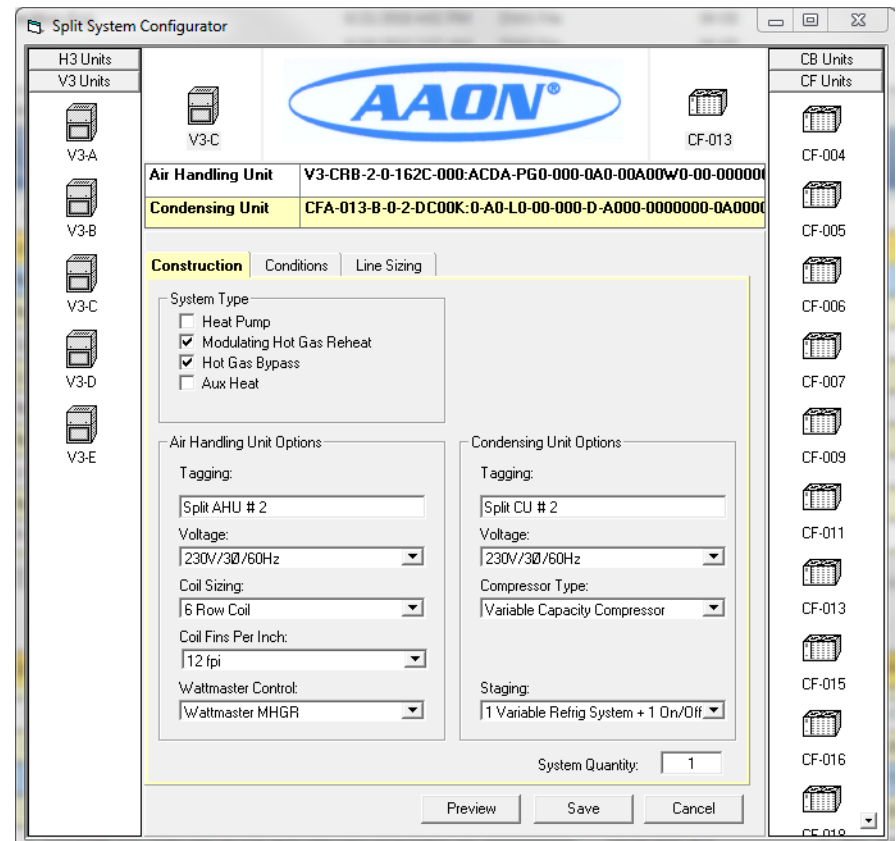 Split System Configurator
H3 Units
V3 Units
V3-A
V3-B
V3-C
V3-D
V3-E
V3-C
AAON®
CF-013
Air Handling Unit V3-CRB-2-0-162C-000:ACDA-PG0-000-0A0-00A00W0-00-000000
Condensing Unit CFA-013-B-0-2-DC00K:0-A0-L0-00-000-D-A000-0000000-0A0000
Construction Conditions Line Sizing
System Type
Heat Pump
Modulating Hot Gas Reheat
Hot Gas Bypass
Aux Heat
Air Handling Unit Options
Tagging:
Split AHU # 2
Voltage:
230V/3Ø/60Hz
Coil Sizing:
6 Row Coil
Coil Fins Per Inch:
12 fpi
Wattmaster Control:
Wattmaster MHGR
Condensing Unit Options
Tagging:
Split CU # 2
Voltage:
230V/3Ø/60Hz
Compressor Type:
Variable Capacity Compressor
Staging:
1 Variable Refrig System + 1 On/Off
System Quantity: 1
Preview Save Cancel
CB Units
CF Units
CF-004
CF-005
CF-006
CF-007
CF-009
CF-011
CF-013
CF-015
CF-016
CF-018